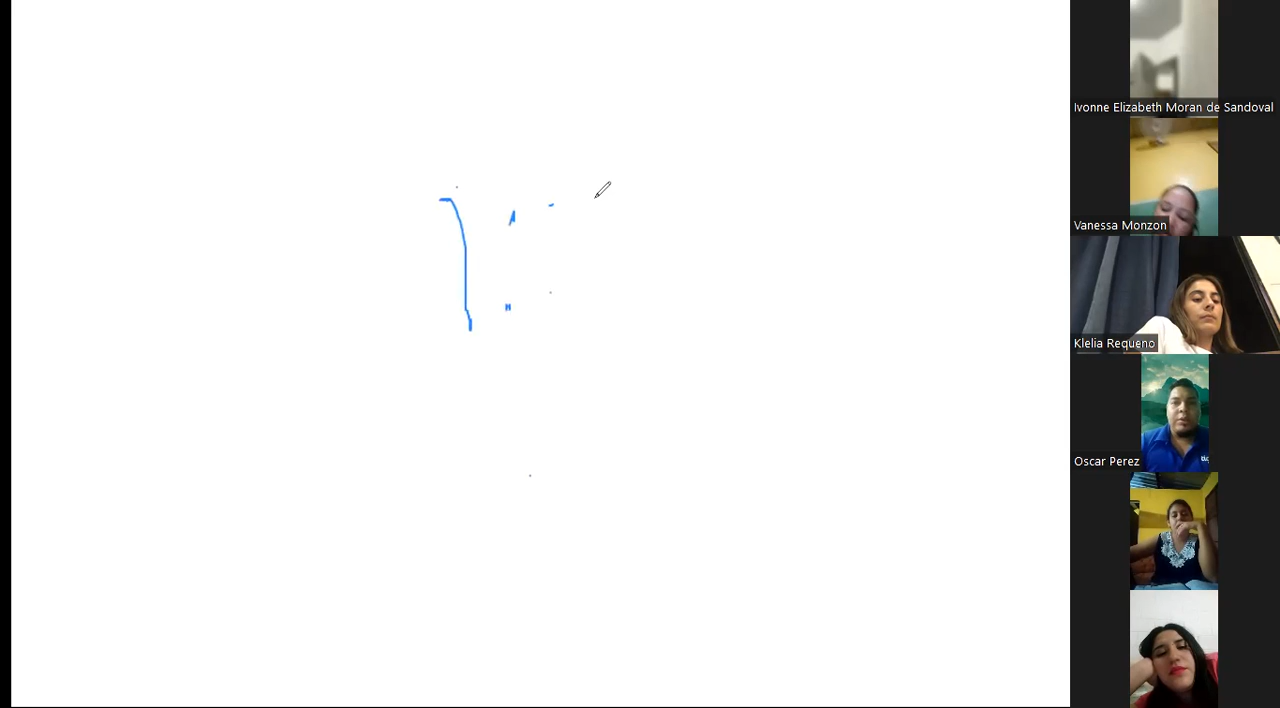 Ivonne Elizabeth Moran de Sandoval
Vanessa Monzon
Klelia Requeno
Oscar Perez